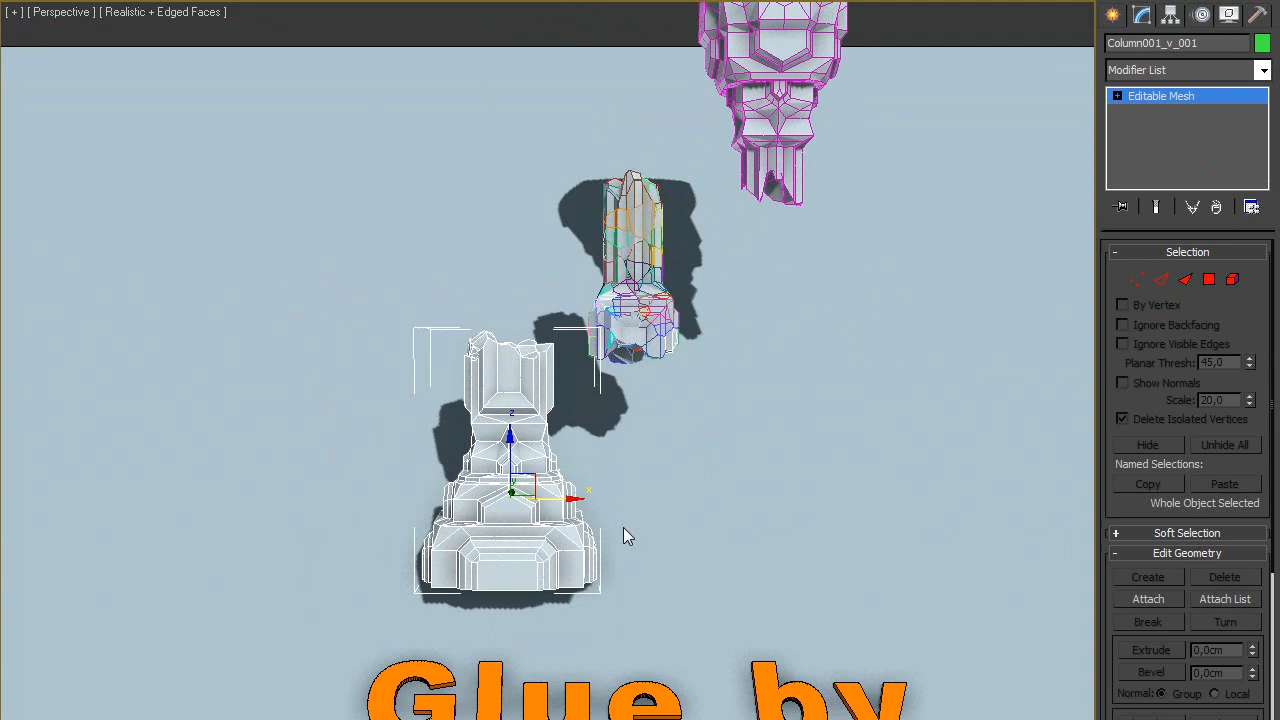 [ + ] [ Perspective ] [ Realistic + Edged Faces ]
Column001_v_001
Modifier List
Editable Mesh
- Selection
By Vertex
Ignore Backfacing
Ignore Visible Edges
Planar Thresh: 45,0
Show Normals
Scale: 20,0
Delete Isolated Vertices
Hide Unhide All
Named Selections:
Copy Paste
Whole Object Selected
+ Soft Selection
- Edit Geometry
Create Delete
Attach Attach List
Break Turn
Extrude 0,0cm
Bevel 0,0cm
Normal: Group Local
z
y
x
Glue by